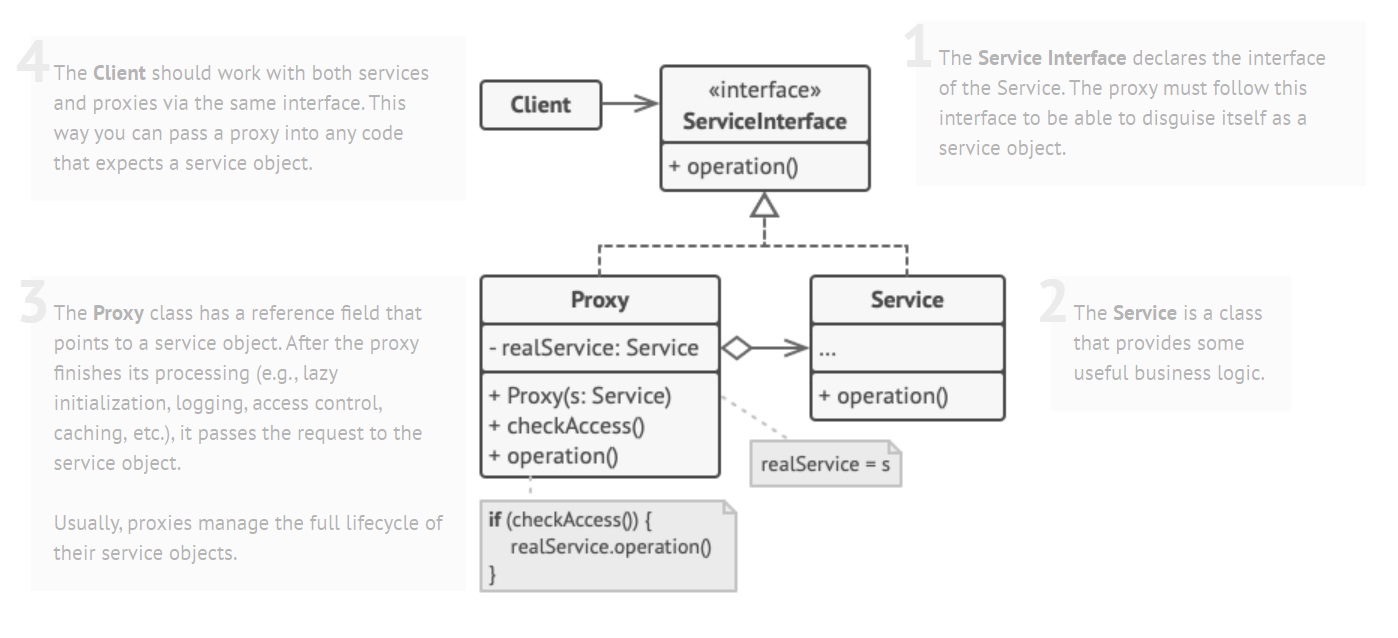 4
The Client should work with both services
and proxies via the same interface. This
way you can pass a proxy into any code
that expects a service object.
Client
«interface»
ServiceInterface
+ operation()
1
The Service Interface declares the interface
of the Service. The proxy must follow this
interface to be able to disguise itself as a
service object.
3
The Proxy class has a reference field that
points to a service object. After the proxy
finishes its processing (e.g., lazy
initialization, logging, access control,
caching, etc.), it passes the request to the
service object.
Usually, proxies manage the full lifecycle of
their service objects.
Proxy
- realService: Service
+ Proxy(s: Service)
+ checkAccess()
+ operation()
realService = s
if (checkAccess()) {
realService.operation()
}
Service
...
+ operation()
2
The Service is a class
that provides some
useful business logic.